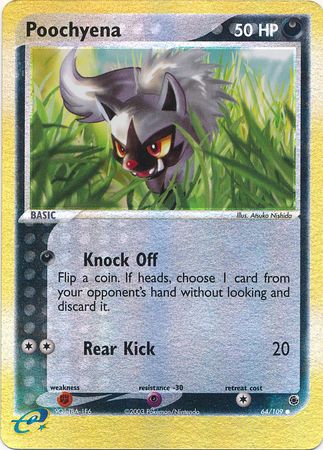 Poochyena 50 HP
BASIC Illus. Atsuko Nishida
Knock Off
Flip a coin. If heads, choose 1 card from
your opponent's hand without looking and
discard it.
Rear Kick 20
weakness resistance -30 retreat cost
©2003 Pokémon/Nintendo 64/109
e